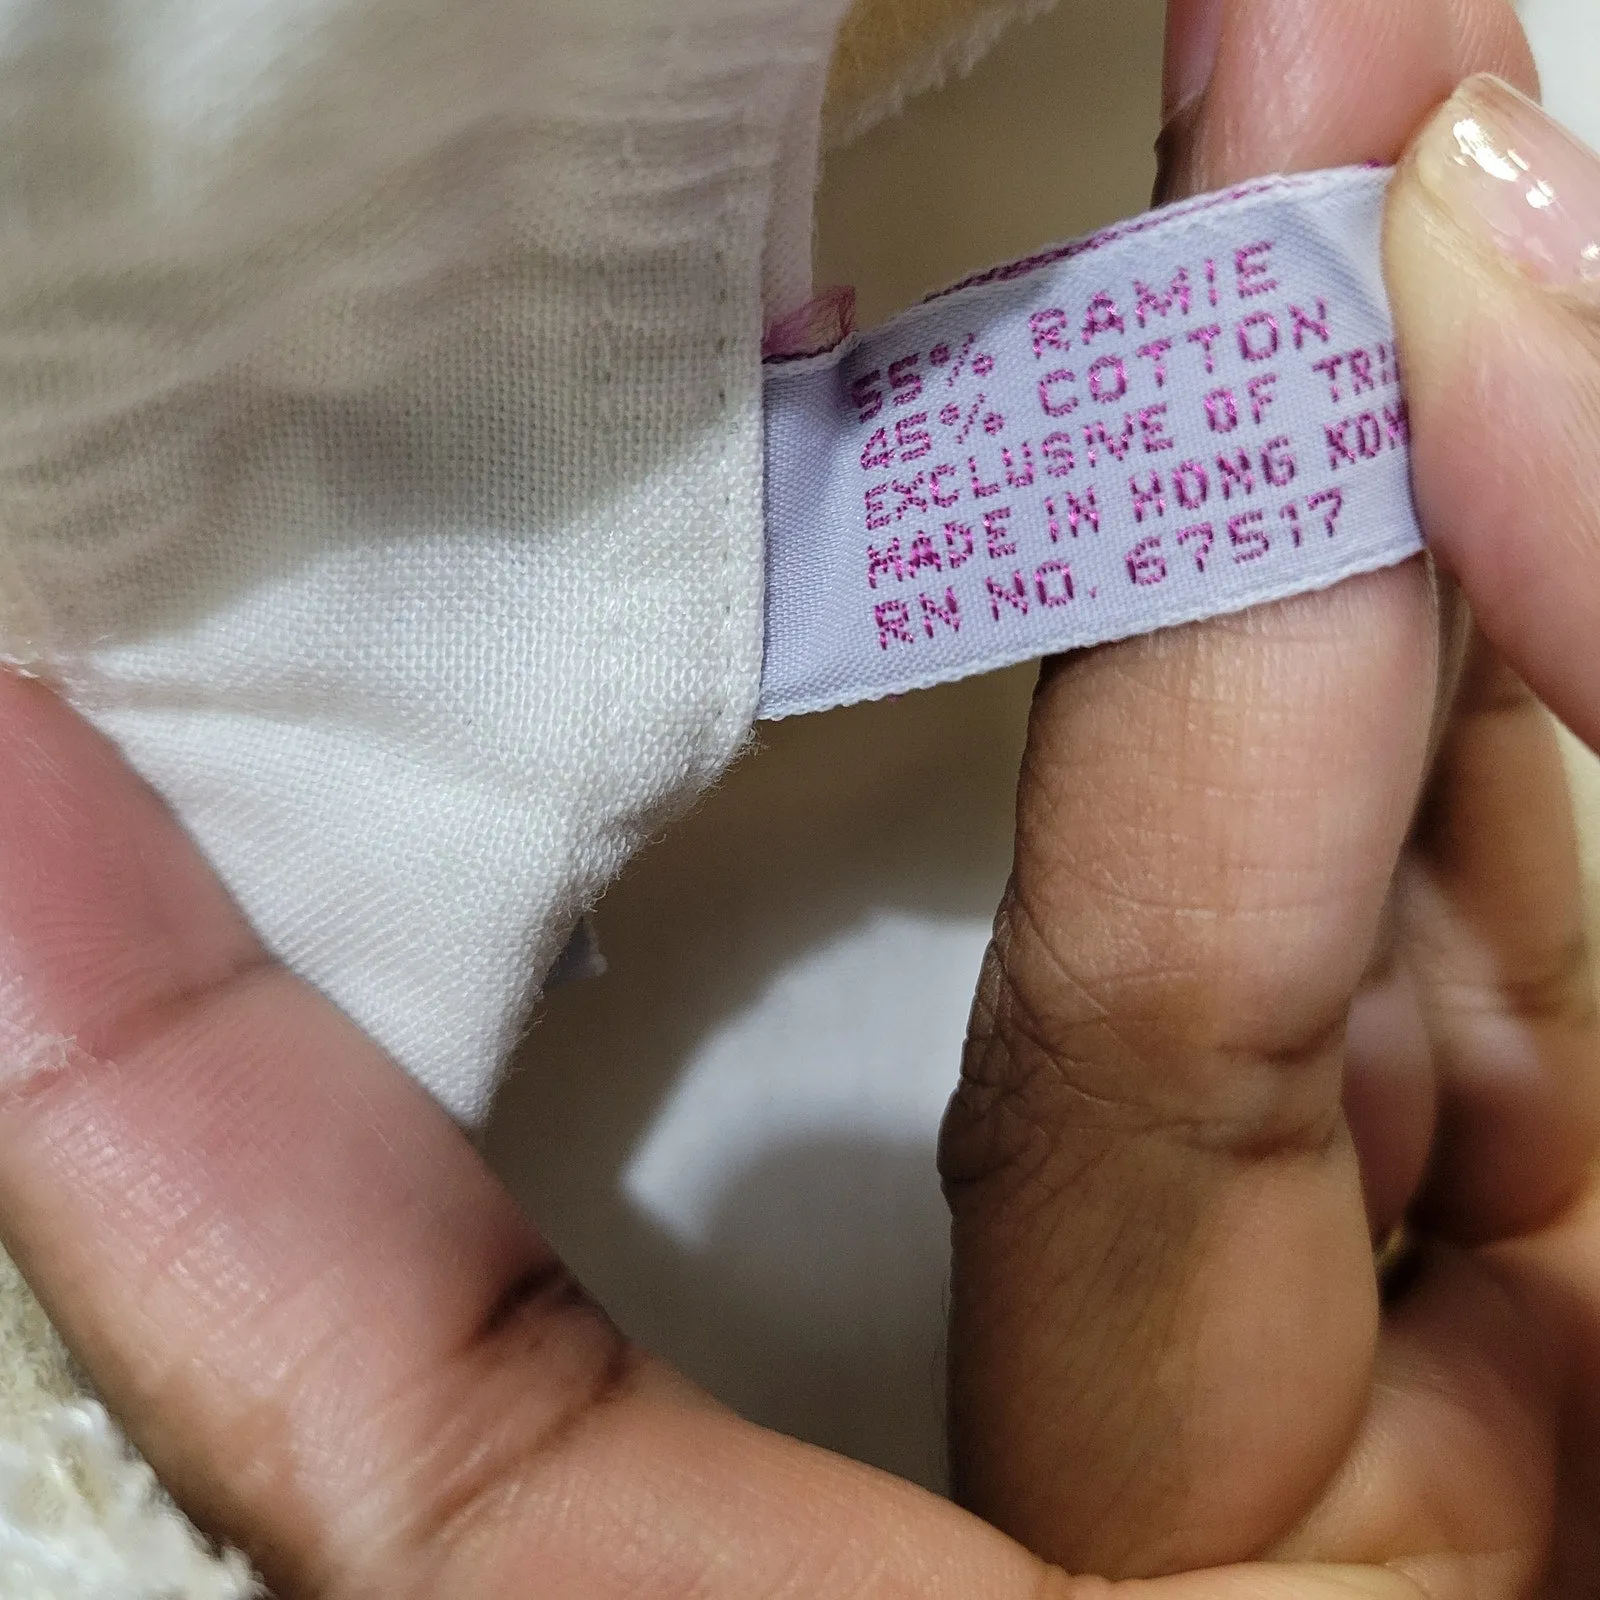 55% RAMIE
45% COTTON
EXCLUSIVE OF
MADE IN HONG
RN NO. 67517